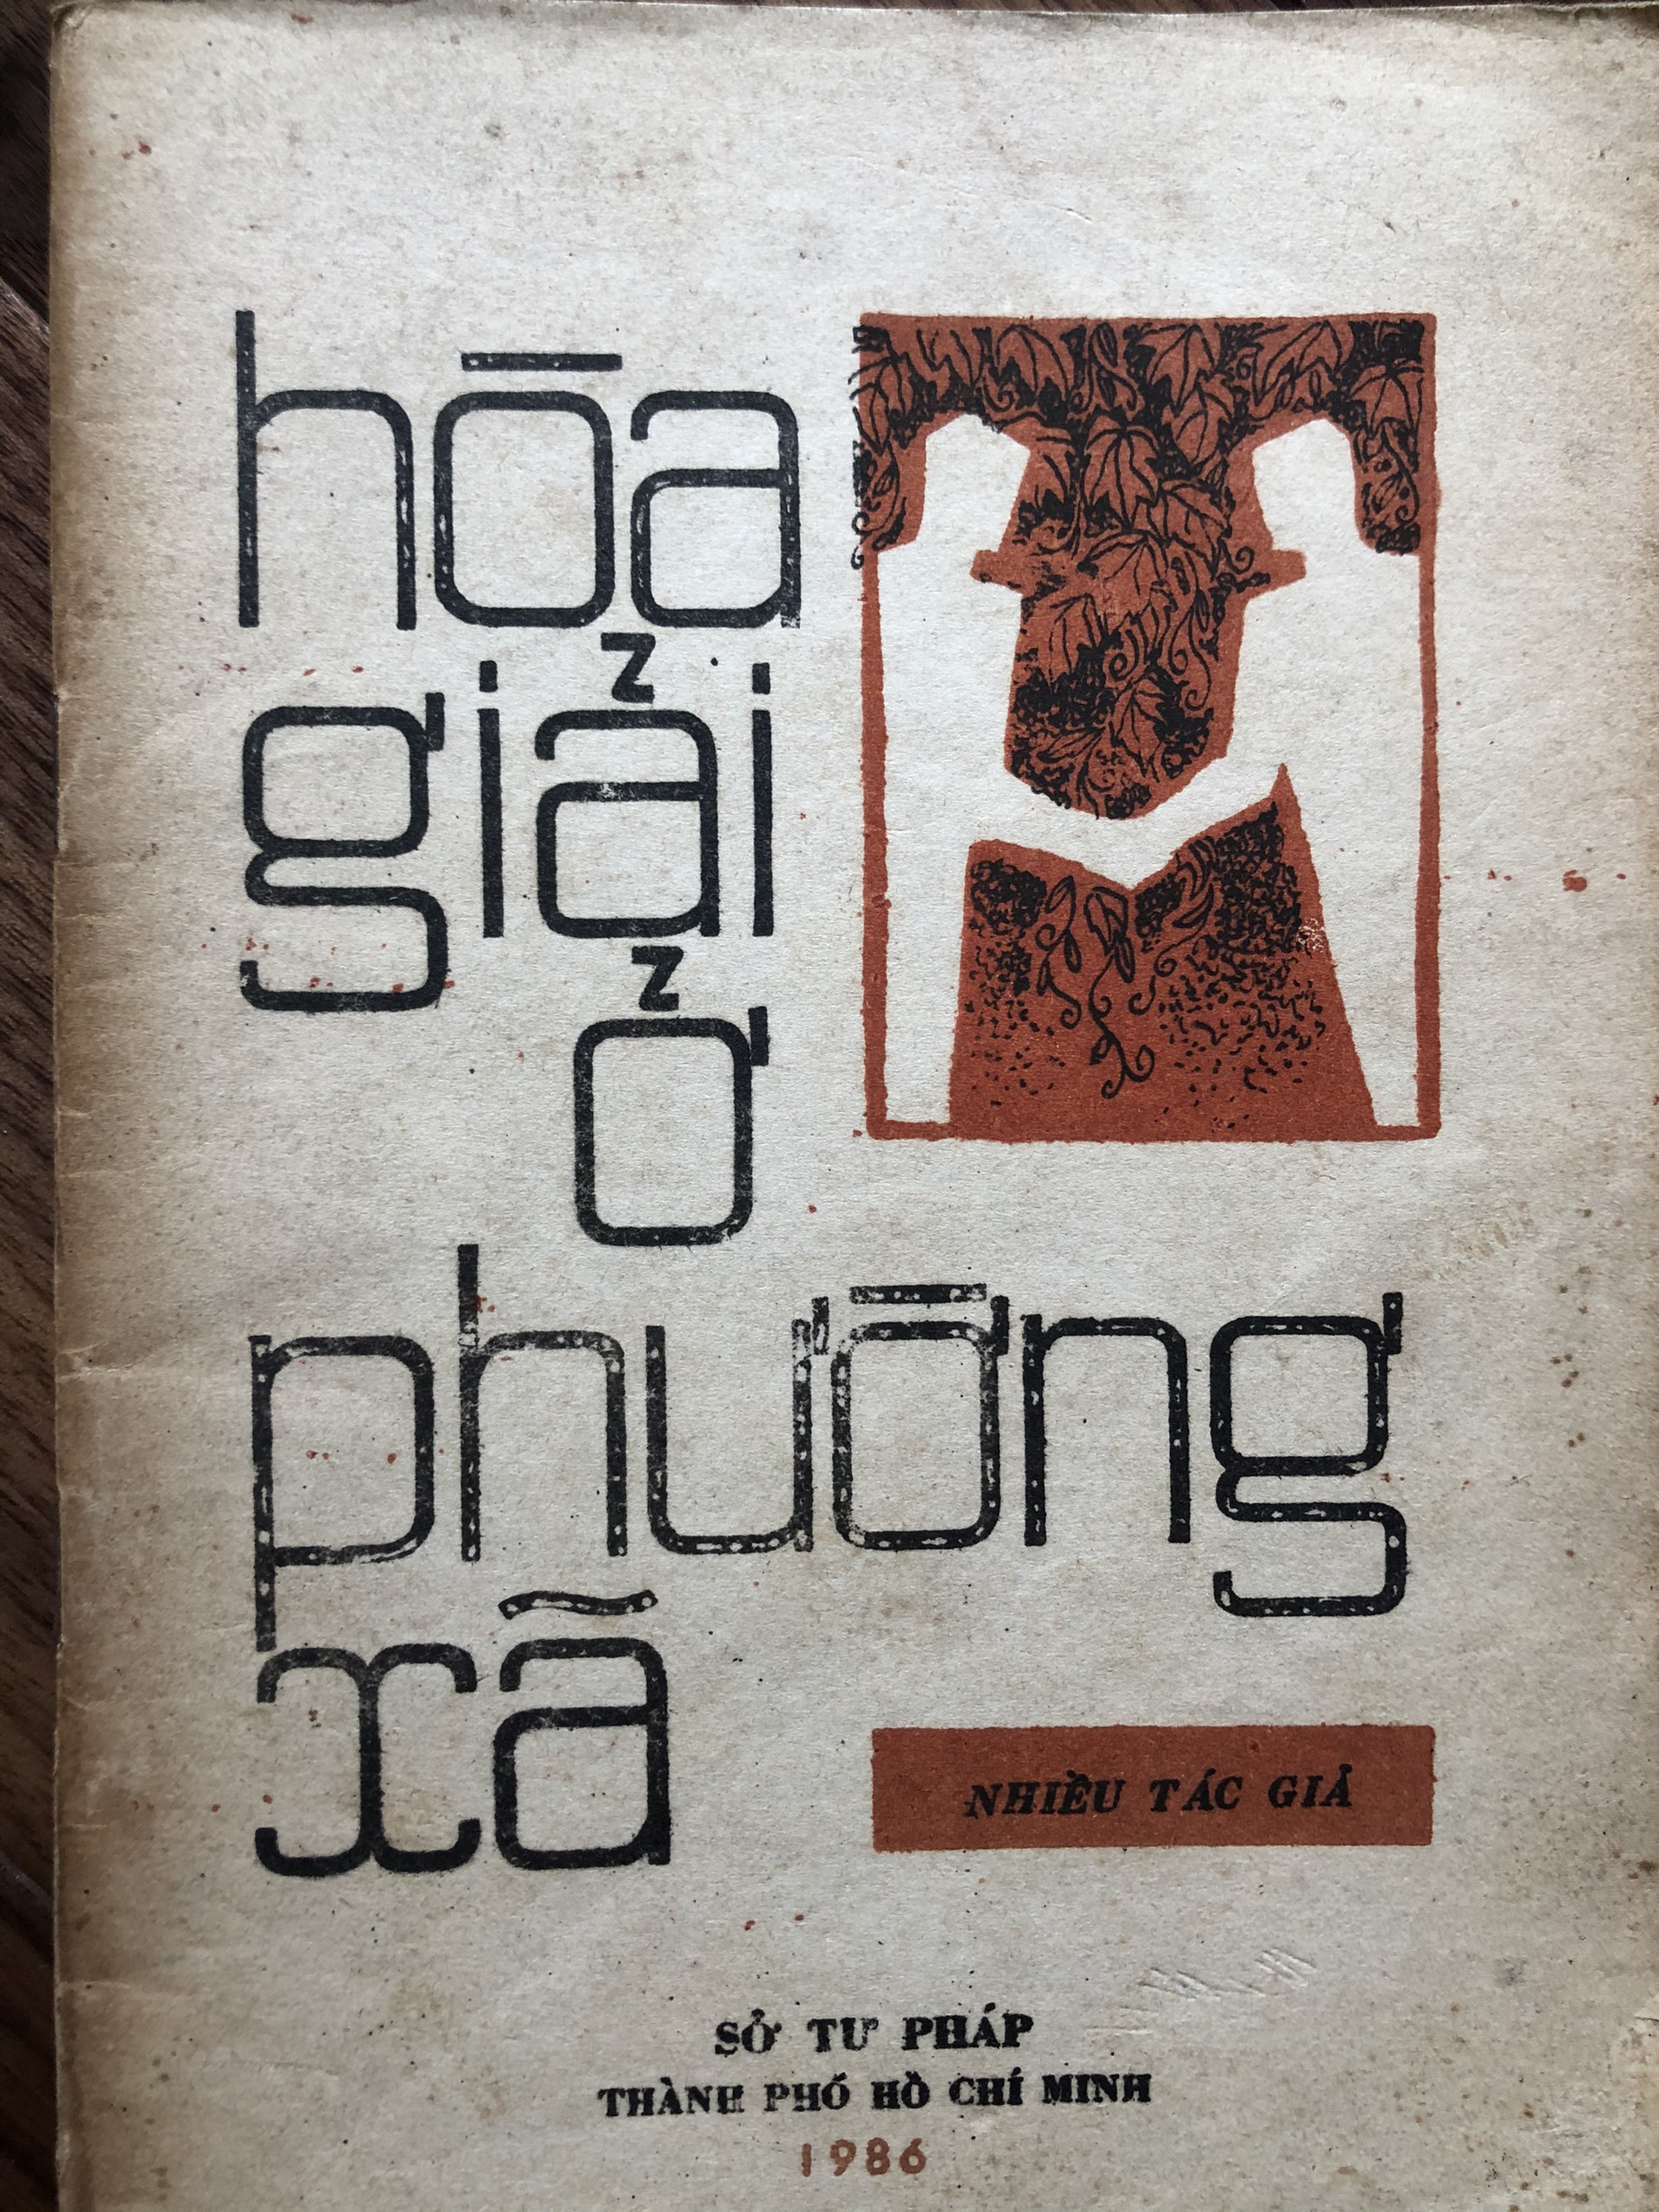 hòa
giải
ở
phường
xã
NHIỀU TÁC GIẢ
SỞ TƯ PHÁP
THÀNH PHỐ HỒ CHÍ MINH
1986